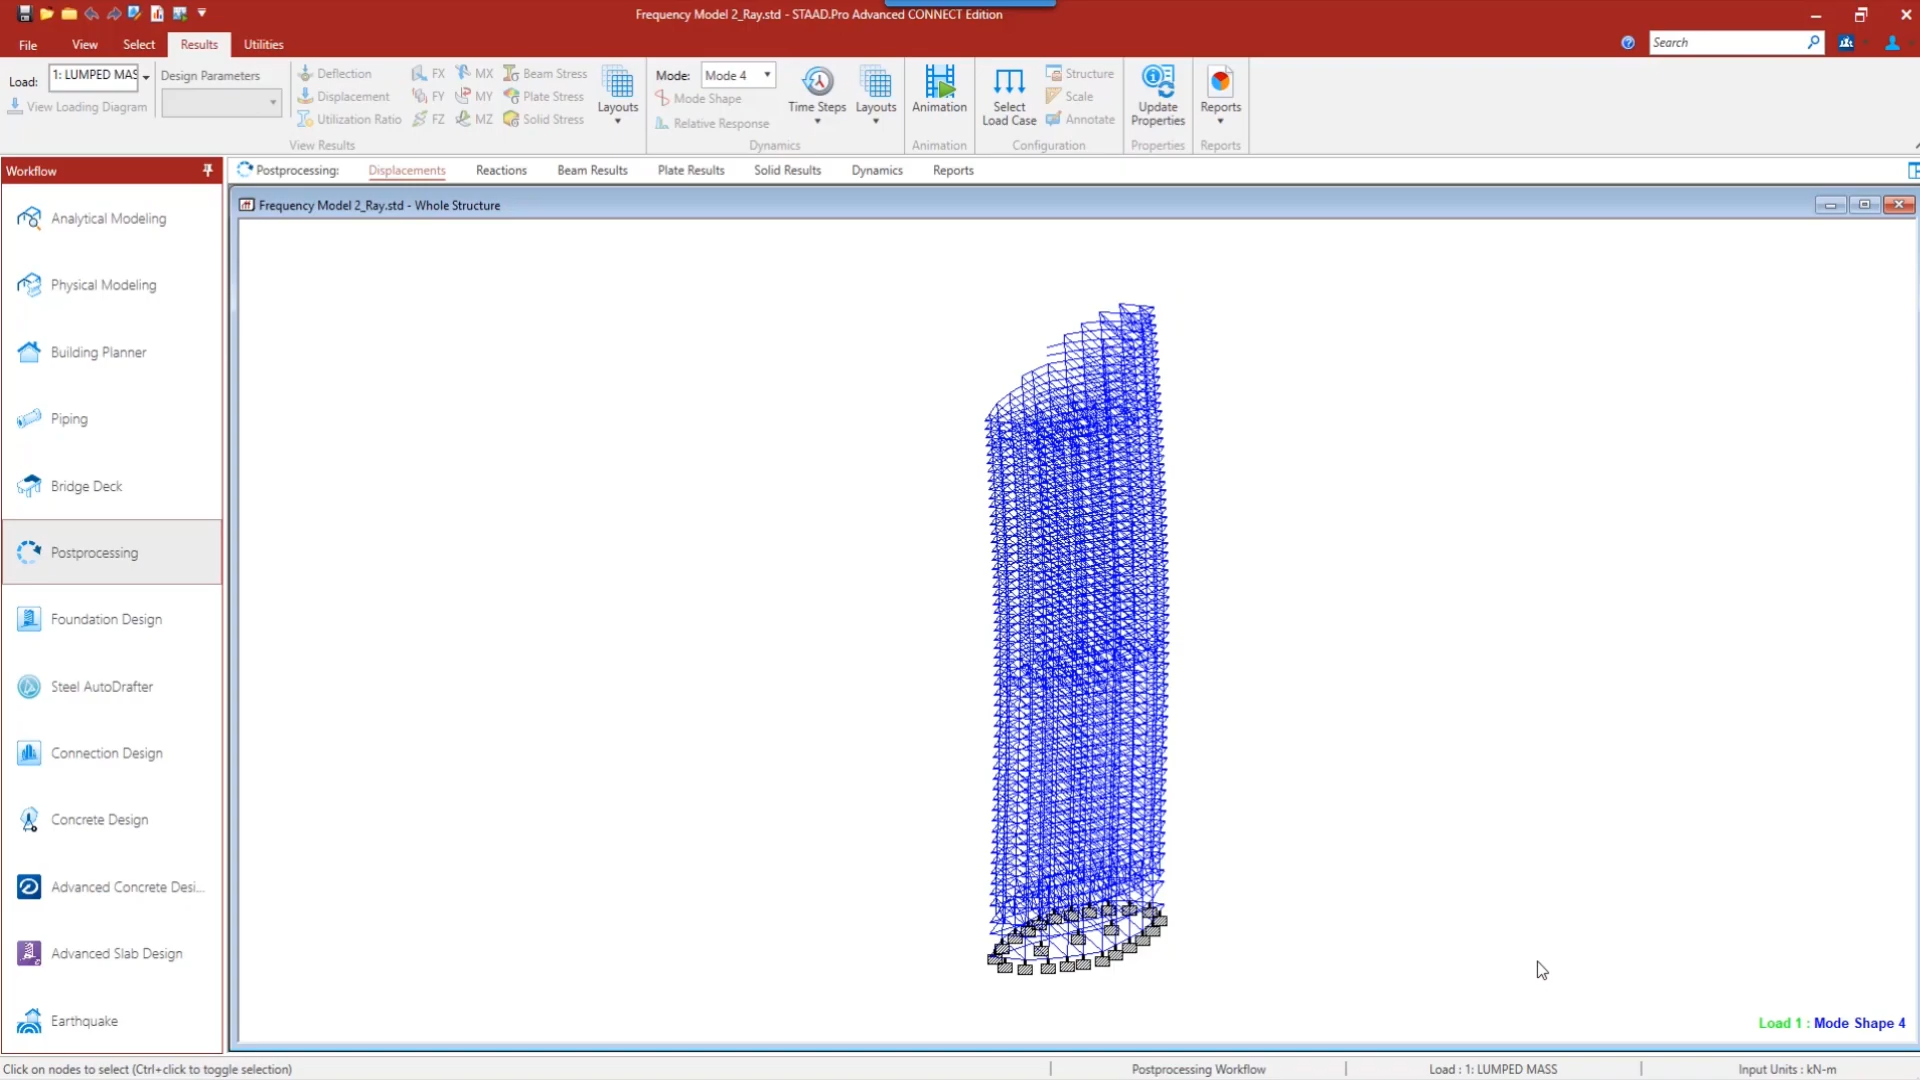 Frequency Model 2_Ray.std - STAAD.Pro Advanced CONNECT Edition
File View Select Results Utilities Search
Load: 1: LUMPED MAS Design Parameters
View Loading Diagram
Deflection FX MX Beam Stress
Displacement FY MY Plate Stress
Utilization Ratio FZ MZ Solid Stress
Layouts
View Results
Mode: Mode 4
Mode Shape
Relative Response
Time Steps Layouts
Dynamics
Animation
Animation
Select Load Case
Structure
Scale
Annotate
Configuration
Update Properties
Properties
Reports
Reports
Workflow
Postprocessing: Displacements Reactions Beam Results Plate Results Solid Results Dynamics Reports
Frequency Model 2_Ray.std - Whole Structure
Analytical Modeling
Physical Modeling
Building Planner
Piping
Bridge Deck
Postprocessing
Foundation Design
Steel AutoDrafter
Connection Design
Concrete Design
Advanced Concrete Desi...
Advanced Slab Design
Earthquake
Load 1 : Mode Shape 4
Click on nodes to select (Ctrl+click to toggle selection) Postprocessing Workflow Load : 1: LUMPED MASS Input Units : kN-m